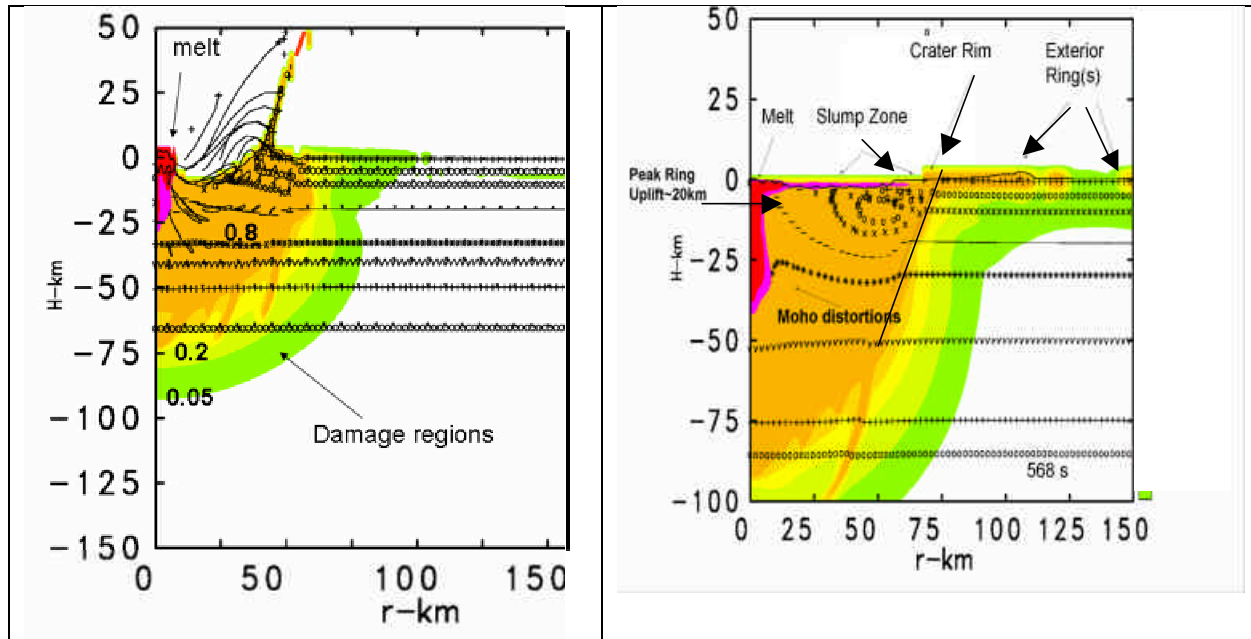 50
melt
25
0
-25
0.8
H-km
-50
-75
0.2
0.05
-100
Damage regions
-125
-150
0 50 100 150
r-km
50
Crater Rim
Exterior
Ring(s)
25
Melt
Slump Zone
Peak Ring
Uplift~20km
0
-25
H-km
Moho distortions
-50
-75
568 s
-100
0 25 50 75 100 125 150
r-km